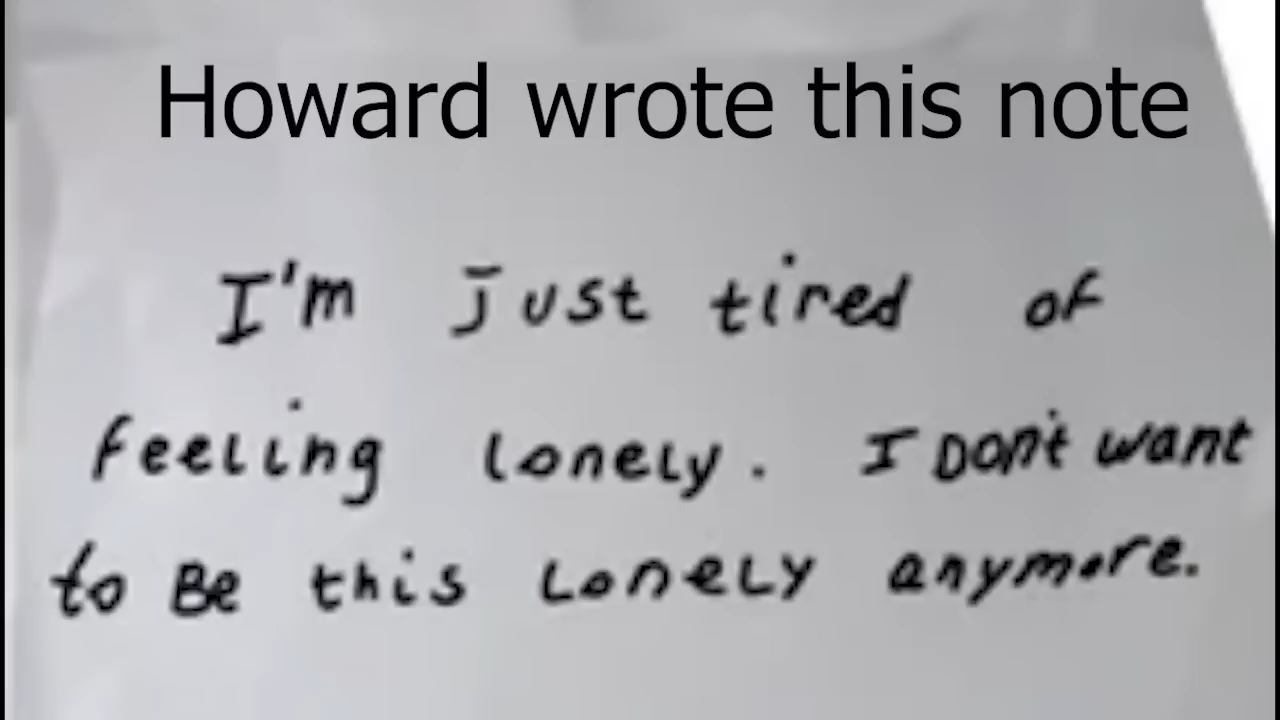 Howard wrote this note
I'm just tired of
feeling lonely. I Don't want
to Be this LonELY anymore.